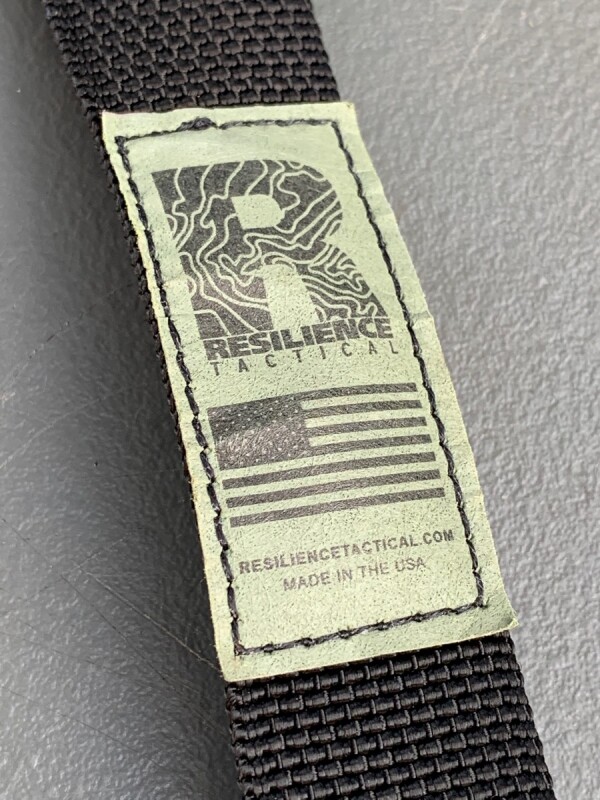 R
RESILIENCE
TACTICAL
RESILIENCETACTICAL.COM
MADE IN THE USA